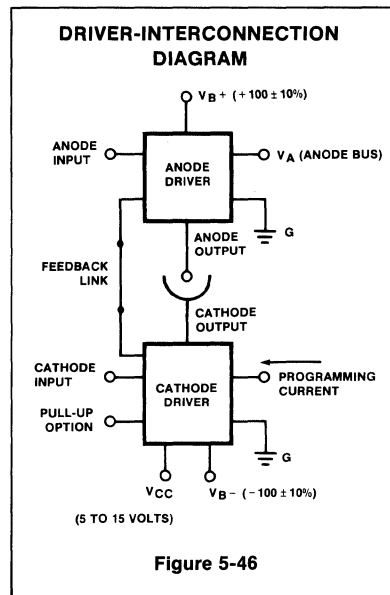 DRIVER-INTERCONNECTION
DIAGRAM
VB + (+100 ± 10%)
ANODE
INPUT
ANODE
DRIVER
VA (ANODE BUS)
G
ANODE
OUTPUT
FEEDBACK
LINK
CATHODE
OUTPUT
CATHODE
INPUT
CATHODE
DRIVER
PROGRAMMING
CURRENT
PULL-UP
OPTION
G
VCC
VB – (–100 ± 10%)
(5 TO 15 VOLTS)
Figure 5-46